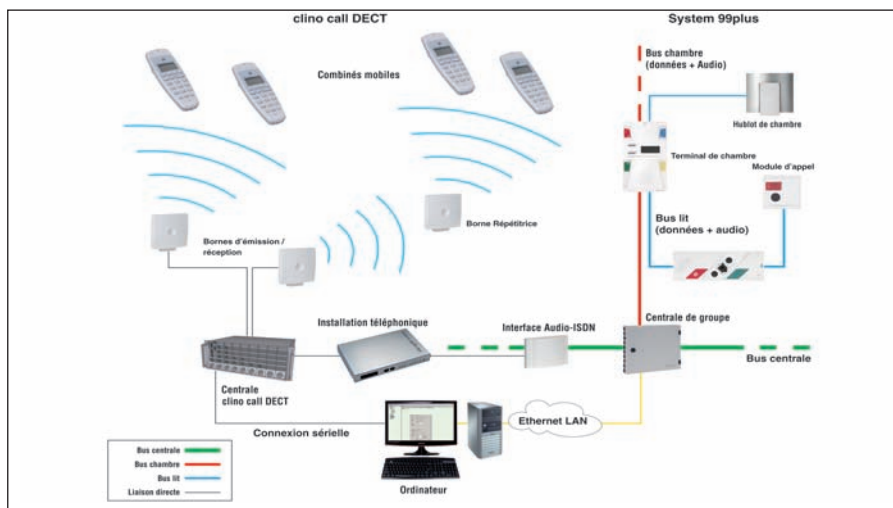 clino call DECT
System 99plus
Combinés mobiles
Bus chambre
(données + Audio)
Hublot de chambre
Terminal de chambre
Module d'appel
Borne Répétitrice
Bus lit
(données + audio)
Bornes d'émission /
réception
Installation téléphonique
Interface Audio-ISDN
Centrale de groupe
Bus centrale
Centrale
clino call DECT
Ethernet LAN
Connexion sérielle
Ordinateur
Bus centrale
Bus chambre
Bus lit
Liaison directe